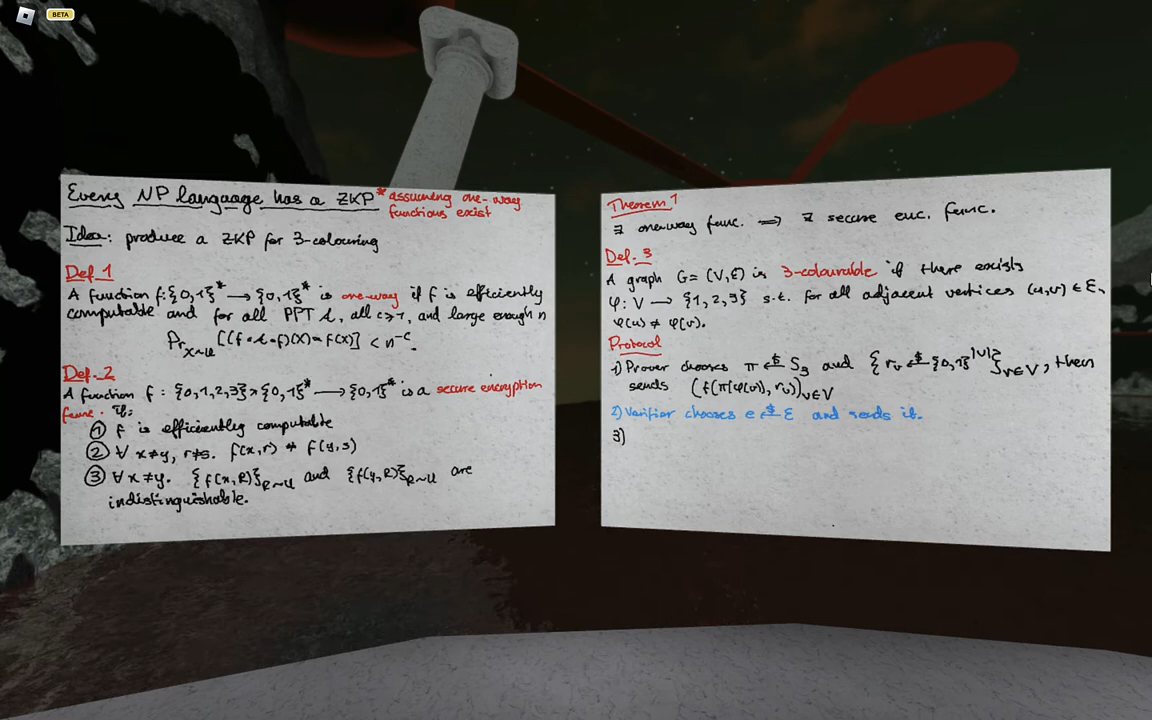 BETA
Every NP language has a ZKP* assuming one-way
functions exist
Idea: produce a ZKP for 3-colouring
Def. 1
A function f:{0,1}* → {0,1}* is one-way if f is efficiently
computable and for all PPT A, all c>1, and large enough n
Pr_{X~U}[(f∘A∘f)(X)=f(X)] < n^{-c}.
Def. 2
A function f: {0,1,2,3}×{0,1}* → {0,1}* is a secure encryption
func. if:
① f is efficiently computable
② ∀ x≠y, r≠s. f(x,r) ≠ f(y,s)
③ ∀ x≠y. {f(x,R)}_{R~U} and {f(y,R)}_{R~U} are
indistinguishable.
Theorem 1
∃ one-way func. ⟹ ∃ secure enc. func.
Def. 3
A graph G=(V,E) is 3-colourable if there exists
φ: V → {1,2,3} s.t. for all adjacent vertices (u,v) ∈ E,
φ(u) ≠ φ(v).
Protocol
1) Prover chooses π ←$ S₃ and {r_v ←$ {0,1}^{|V|}}_{v∈V}, then
sends (f(π(φ(v)), r_v))_{v∈V}
2) Verifier chooses e ←$ E and sends it.
3)